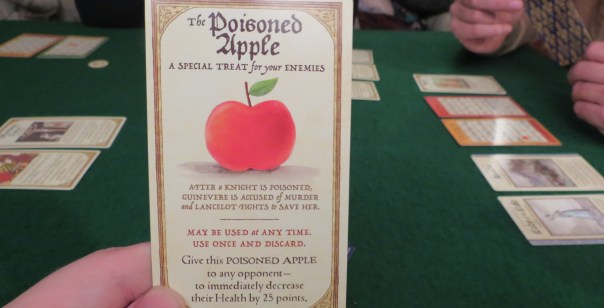 The Poisoned
Apple
A SPECIAL TREAT for your ENEMIES
AFTER a KNIGHT IS POISONED,
GUINEVERE IS ACCUSED of MURDER
and LANCELOT FIGHTS to SAVE HER.
MAY BE USED at ANY TIME.
USE ONCE AND DISCARD.
Give this POISONED APPLE
to any opponent—
to immediately decrease
their Health by 25 points,